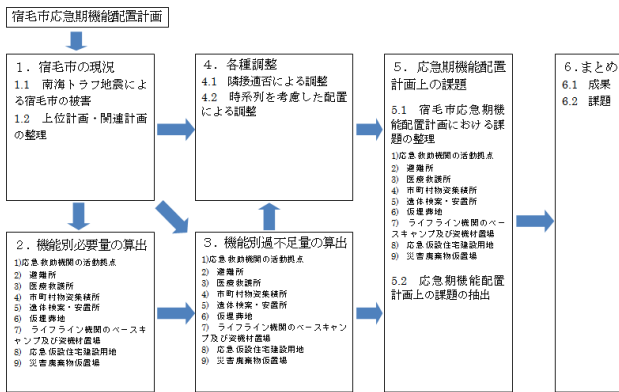 宿毛市応急期機能配置計画
1．宿毛市の現況
1.1 南海トラフ地震によ
る宿毛市の被害
1.2 上位計画・関連計画
の整理
4．各種調整
4.1 隣接適否による調整
4.2 時系列を考慮した配置
による調整
5．応急期機能配置
計画上の課題
5.1 宿毛市応急期機
能配置計画における課
題の整理
1)応急救助機関の活動拠点
2) 避難所
3) 医療救護所
4) 市町村物資集積所
5) 遺体検案・安置所
6) 仮埋葬地
7) ライフライン機関のベー
スキャンプ及び資機材置場
8) 応急仮設住宅建設用地
9) 災害廃棄物仮置場
5.2 応急期機能配置
計画上の課題の抽出
6.まとめ
6.1 成果
6.2 課題
2．機能別必要量の算出
1)応急救助機関の活動拠点
2) 避難所
3) 医療救護所
4) 市町村物資集積所
5) 遺体検案・安置所
6) 仮埋葬地
7) ライフライン機関のベースキ
ャンプ及び資機材置場
8) 応急仮設住宅建設用地
9) 災害廃棄物仮置場
3．機能別過不足量の算出
1)応急救助機関の活動拠点
2) 避難所
3) 医療救護所
4) 市町村物資集積所
5) 遺体検案・安置所
6) 仮埋葬地
7) ライフライン機関のベースキャン
プ及び資機材置場
8) 応急仮設住宅建設用地
9) 災害廃棄物仮置場